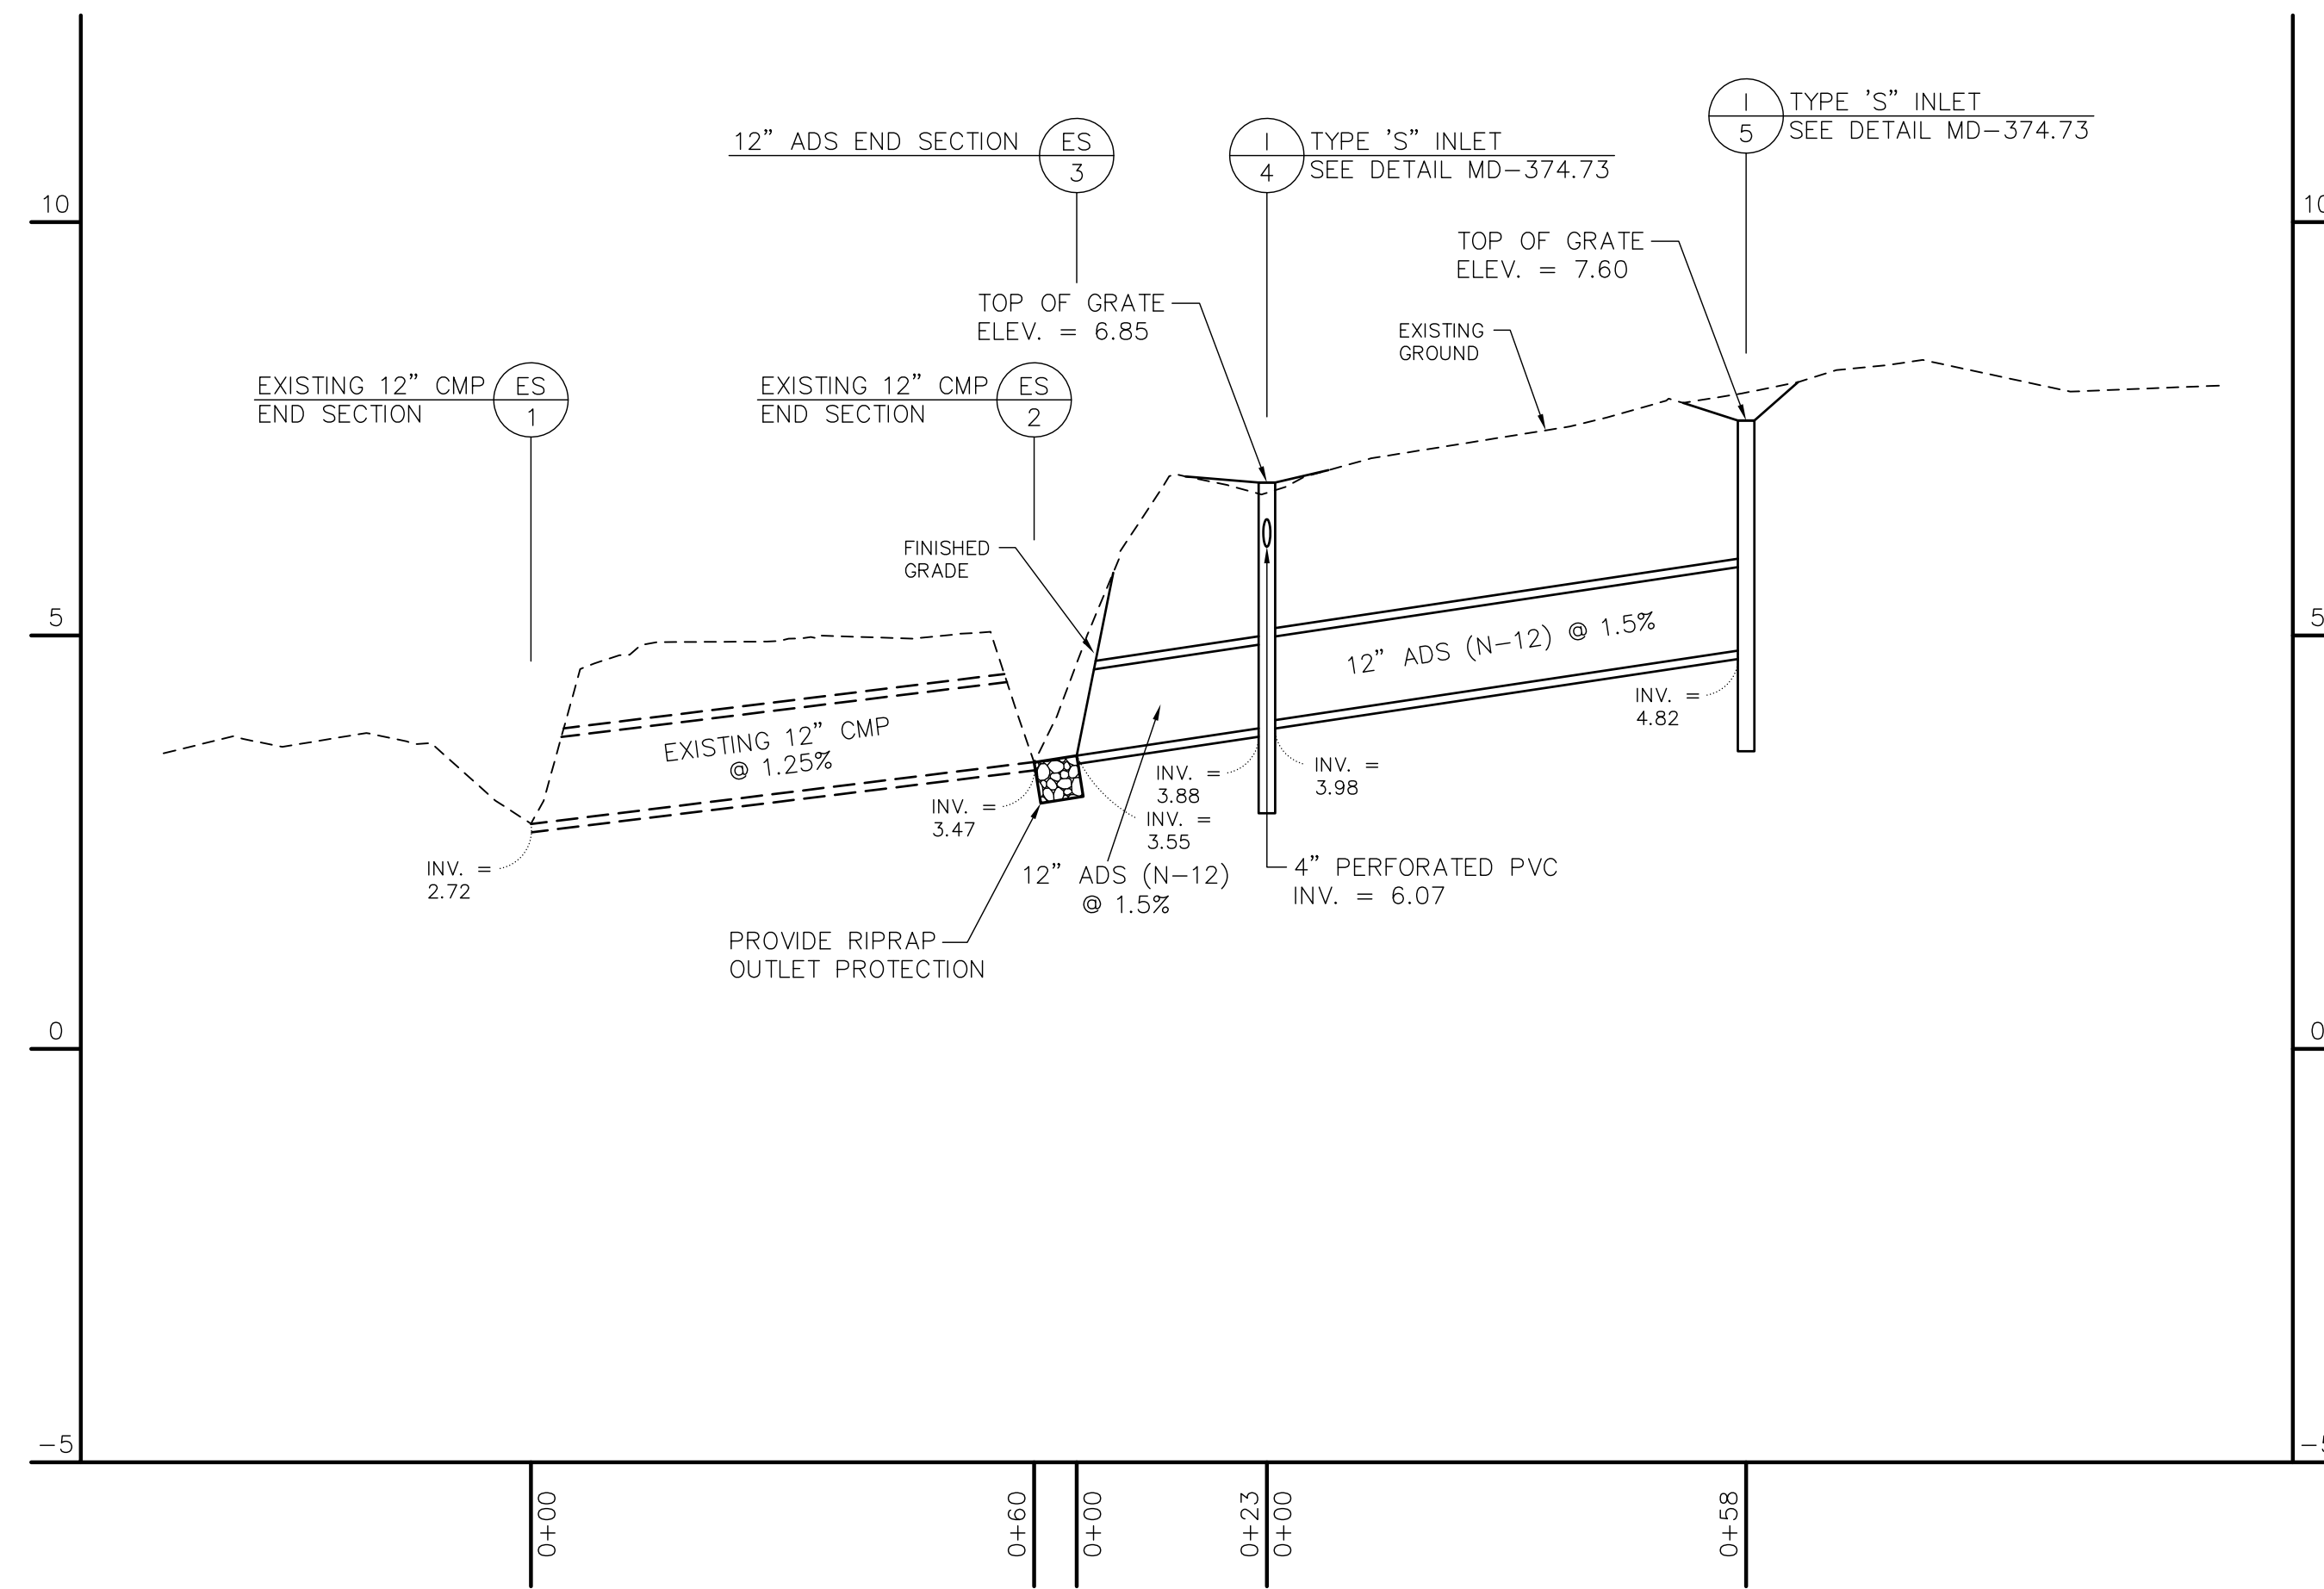 I
5
TYPE 'S" INLET
SEE DETAIL MD-374.73
12" ADS END SECTION
ES
3
I
4
TYPE 'S" INLET
SEE DETAIL MD-374.73
10
10
TOP OF GRATE
ELEV. = 7.60
TOP OF GRATE
ELEV. = 6.85
EXISTING
GROUND
EXISTING 12" CMP
END SECTION
ES
1
EXISTING 12" CMP
END SECTION
ES
2
FINISHED
GRADE
5
5
12" ADS (N-12) @ 1.5%
INV. =
4.82
EXISTING 12" CMP
@ 1.25%
INV. =
3.47
INV. =
3.88
INV. =
3.98
INV. =
3.55
INV. =
2.72
12" ADS (N-12)
@ 1.5%
4" PERFORATED PVC
INV. = 6.07
PROVIDE RIPRAP
OUTLET PROTECTION
0
0
-5
-5
0+00
0+60
0+00
0+23
0+00
0+58